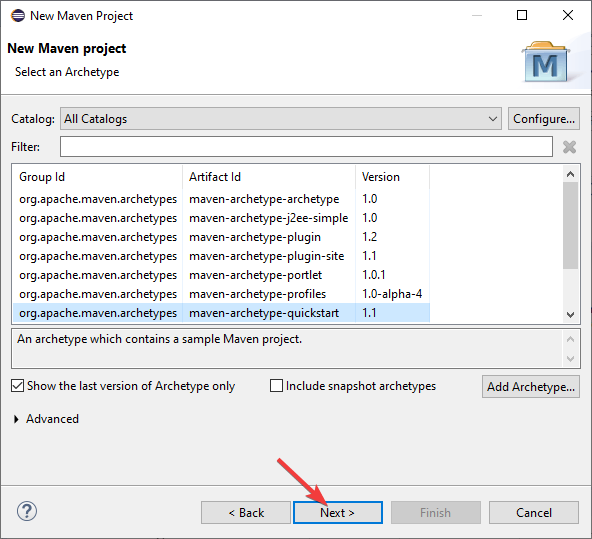 New Maven Project
New Maven project
Select an Archetype
M
Catalog: All Catalogs Configure...
Filter:
Group Id Artifact Id Version
org.apache.maven.archetypes maven-archetype-archetype 1.0
org.apache.maven.archetypes maven-archetype-j2ee-simple 1.0
org.apache.maven.archetypes maven-archetype-plugin 1.2
org.apache.maven.archetypes maven-archetype-plugin-site 1.1
org.apache.maven.archetypes maven-archetype-portlet 1.0.1
org.apache.maven.archetypes maven-archetype-profiles 1.0-alpha-4
org.apache.maven.archetypes maven-archetype-quickstart 1.1
An archetype which contains a sample Maven project.
Show the last version of Archetype only Include snapshot archetypes Add Archetype...
Advanced
? < Back Next > Finish Cancel